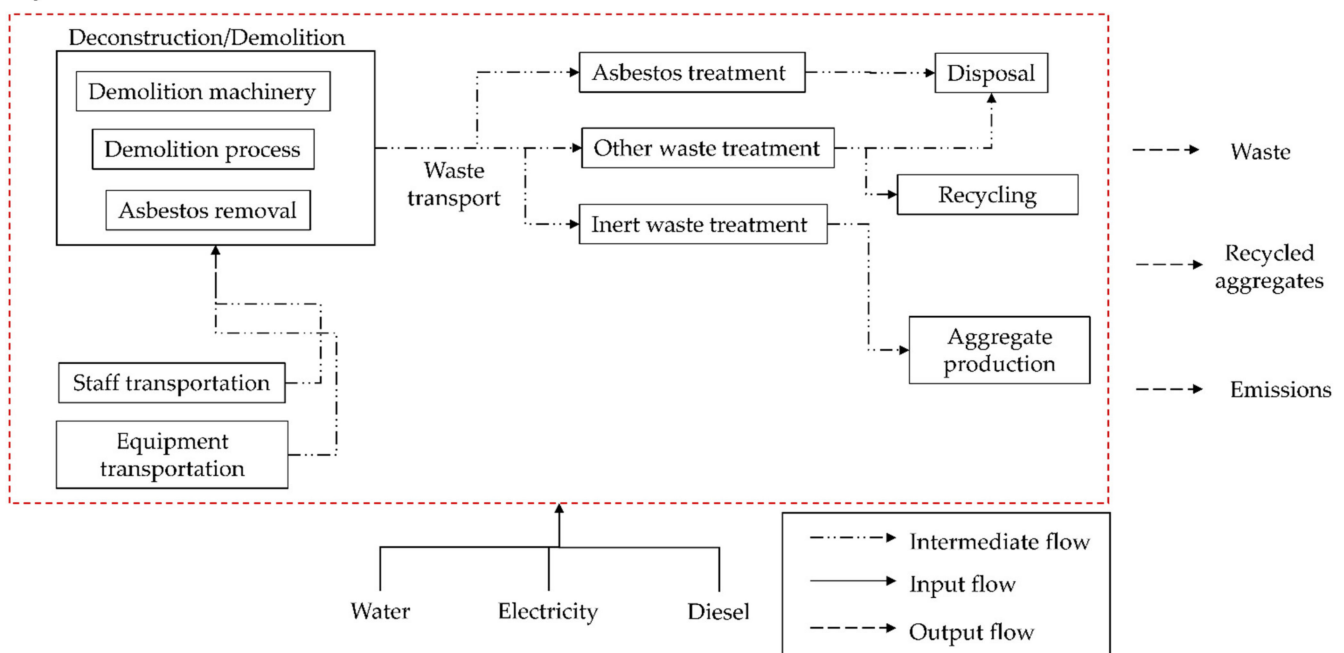 Deconstruction/Demolition
Demolition machinery
Demolition process
Asbestos removal
Staff transportation
Equipment
transportation
Waste
transport
Asbestos treatment
Other waste treatment
Inert waste treatment
Disposal
Recycling
Aggregate
production
Waste
Recycled
aggregates
Emissions
Water
Electricity
Diesel
Intermediate flow
Input flow
Output flow